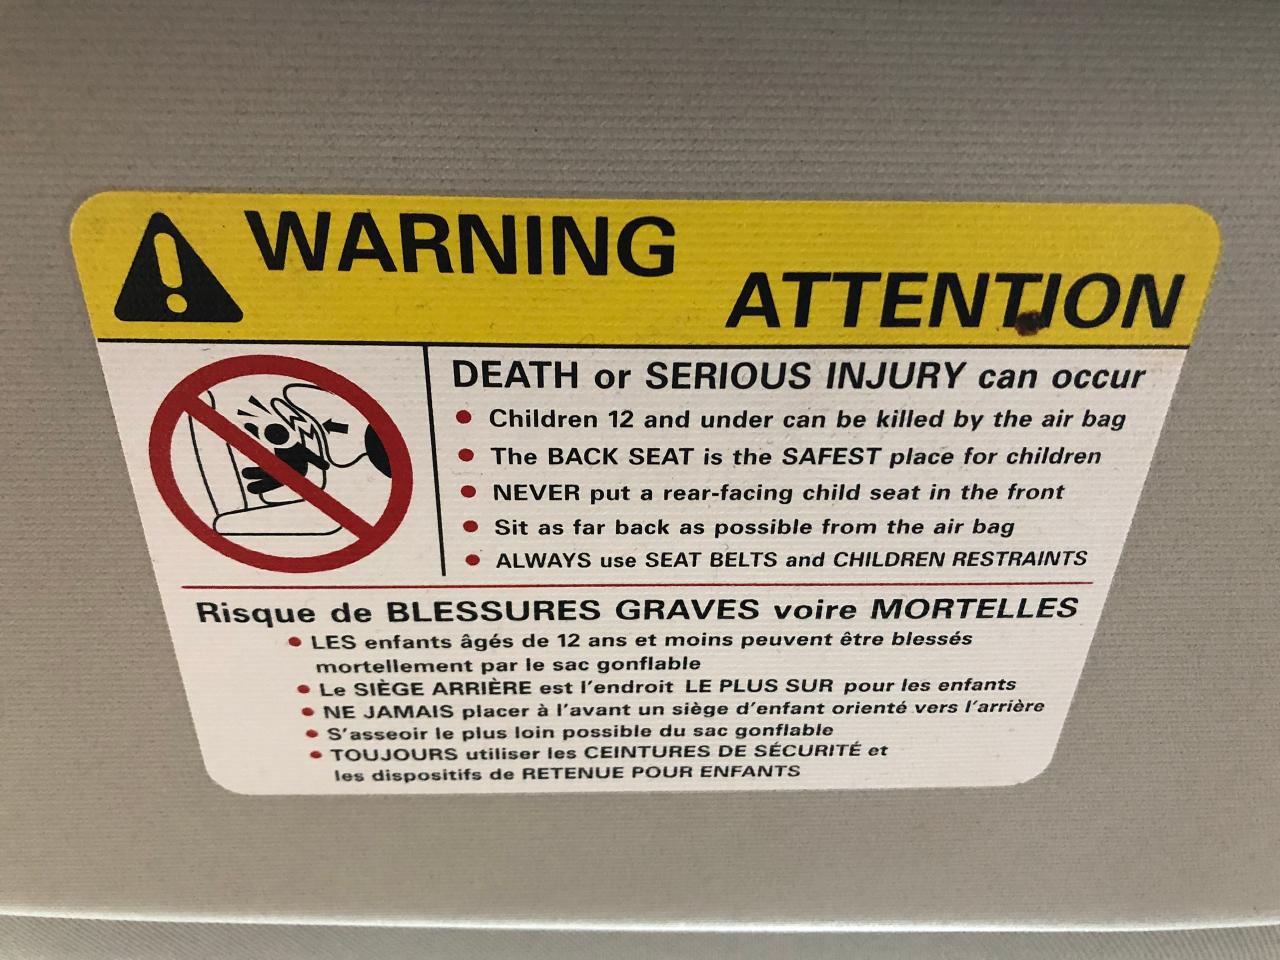 WARNING
ATTENTION
DEATH or SERIOUS INJURY can occur
• Children 12 and under can be killed by the air bag
• The BACK SEAT is the SAFEST place for children
• NEVER put a rear-facing child seat in the front
• Sit as far back as possible from the air bag
• ALWAYS use SEAT BELTS and CHILDREN RESTRAINTS
Risque de BLESSURES GRAVES voire MORTELLES
• LES enfants âgés de 12 ans et moins peuvent être blessés
mortellement par le sac gonflable
• Le SIÈGE ARRIÈRE est l'endroit LE PLUS SUR pour les enfants
• NE JAMAIS placer à l'avant un siège d'enfant orienté vers l'arrière
• S'asseoir le plus loin possible du sac gonflable
• TOUJOURS utiliser les CEINTURES DE SÉCURITÉ et
les dispositifs de RETENUE POUR ENFANTS